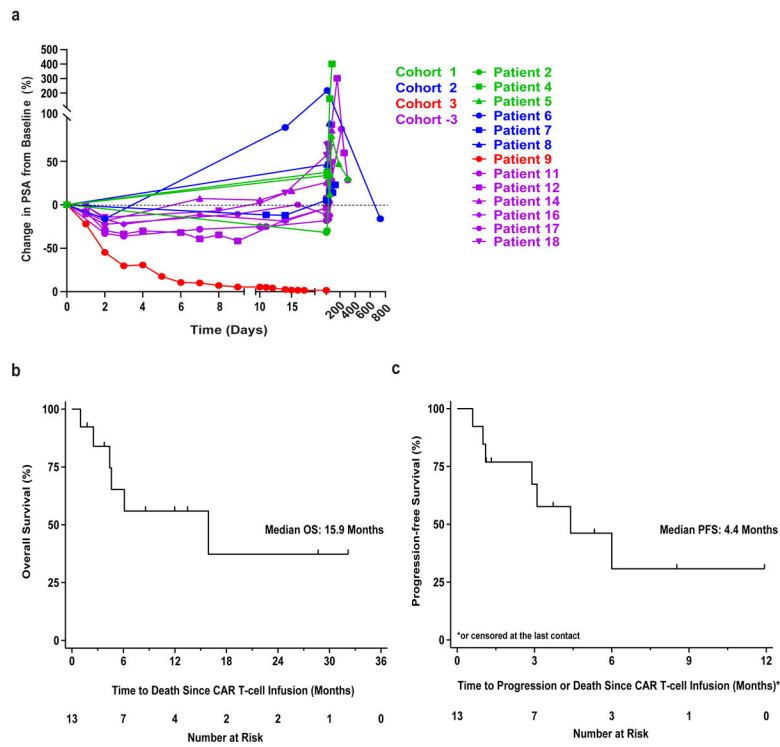 a
Change in PSA from Baseline (%)
500
400
300
200
100
50
0
-50
-100
0
2
4
6
8
10
15
200
400
600
800
Time (Days)
Cohort 1
Cohort 2
Cohort 3
Cohort -3
Patient 2
Patient 4
Patient 5
Patient 6
Patient 7
Patient 8
Patient 9
Patient 11
Patient 12
Patient 14
Patient 16
Patient 17
Patient 18
b
Overall Survival (%)
100
75
50
25
0
Median OS: 15.9 Months
0 6 12 18 24 30 36
Time to Death Since CAR T-cell Infusion (Months)
13 7 4 2 2 1 0
Number at Risk
c
Progression-free Survival (%)
100
75
50
25
0
Median PFS: 4.4 Months
*or censored at the last contact
0 3 6 9 12
Time to Progression or Death Since CAR T-cell Infusion (Months)*
13 7 3 1 0
Number at Risk